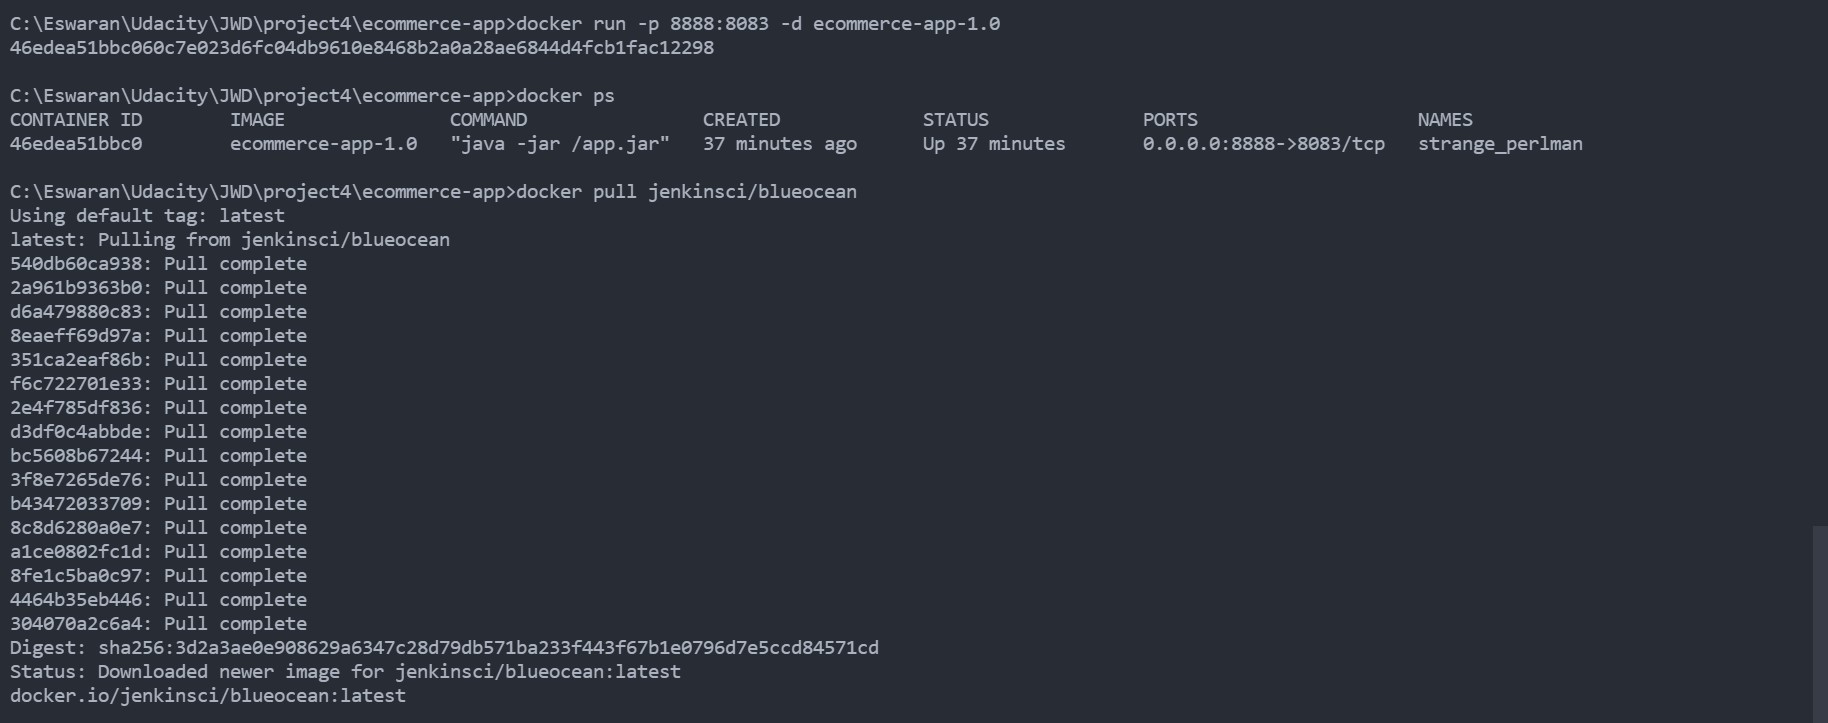 C:\Eswaran\Udacity\JWD\project4\ecommerce-app>docker run -p 8888:8083 -d ecommerce-app-1.0
46edea51bbc060c7e023d6fc04db9610e8468b2a0a28ae6844d4fcb1fac12298
C:\Eswaran\Udacity\JWD\project4\ecommerce-app>docker ps
CONTAINER ID        IMAGE               COMMAND                CREATED             STATUS              PORTS                    NAMES
46edea51bbc0        ecommerce-app-1.0   "java -jar /app.jar"   37 minutes ago      Up 37 minutes       0.0.0.0:8888->8083/tcp   strange_perlman
C:\Eswaran\Udacity\JWD\project4\ecommerce-app>docker pull jenkinsci/blueocean
Using default tag: latest
latest: Pulling from jenkinsci/blueocean
540db60ca938: Pull complete
2a961b9363b0: Pull complete
d6a479880c83: Pull complete
8eaeff69d97a: Pull complete
351ca2eaf86b: Pull complete
f6c722701e33: Pull complete
2e4f785df836: Pull complete
d3df0c4abbde: Pull complete
bc5608b67244: Pull complete
3f8e7265de76: Pull complete
b43472033709: Pull complete
8c8d6280a0e7: Pull complete
a1ce0802fc1d: Pull complete
8fe1c5ba0c97: Pull complete
4464b35eb446: Pull complete
304070a2c6a4: Pull complete
Digest: sha256:3d2a3ae0e908629a6347c28d79db571ba233f443f67b1e0796d7e5ccd84571cd
Status: Downloaded newer image for jenkinsci/blueocean:latest
docker.io/jenkinsci/blueocean:latest